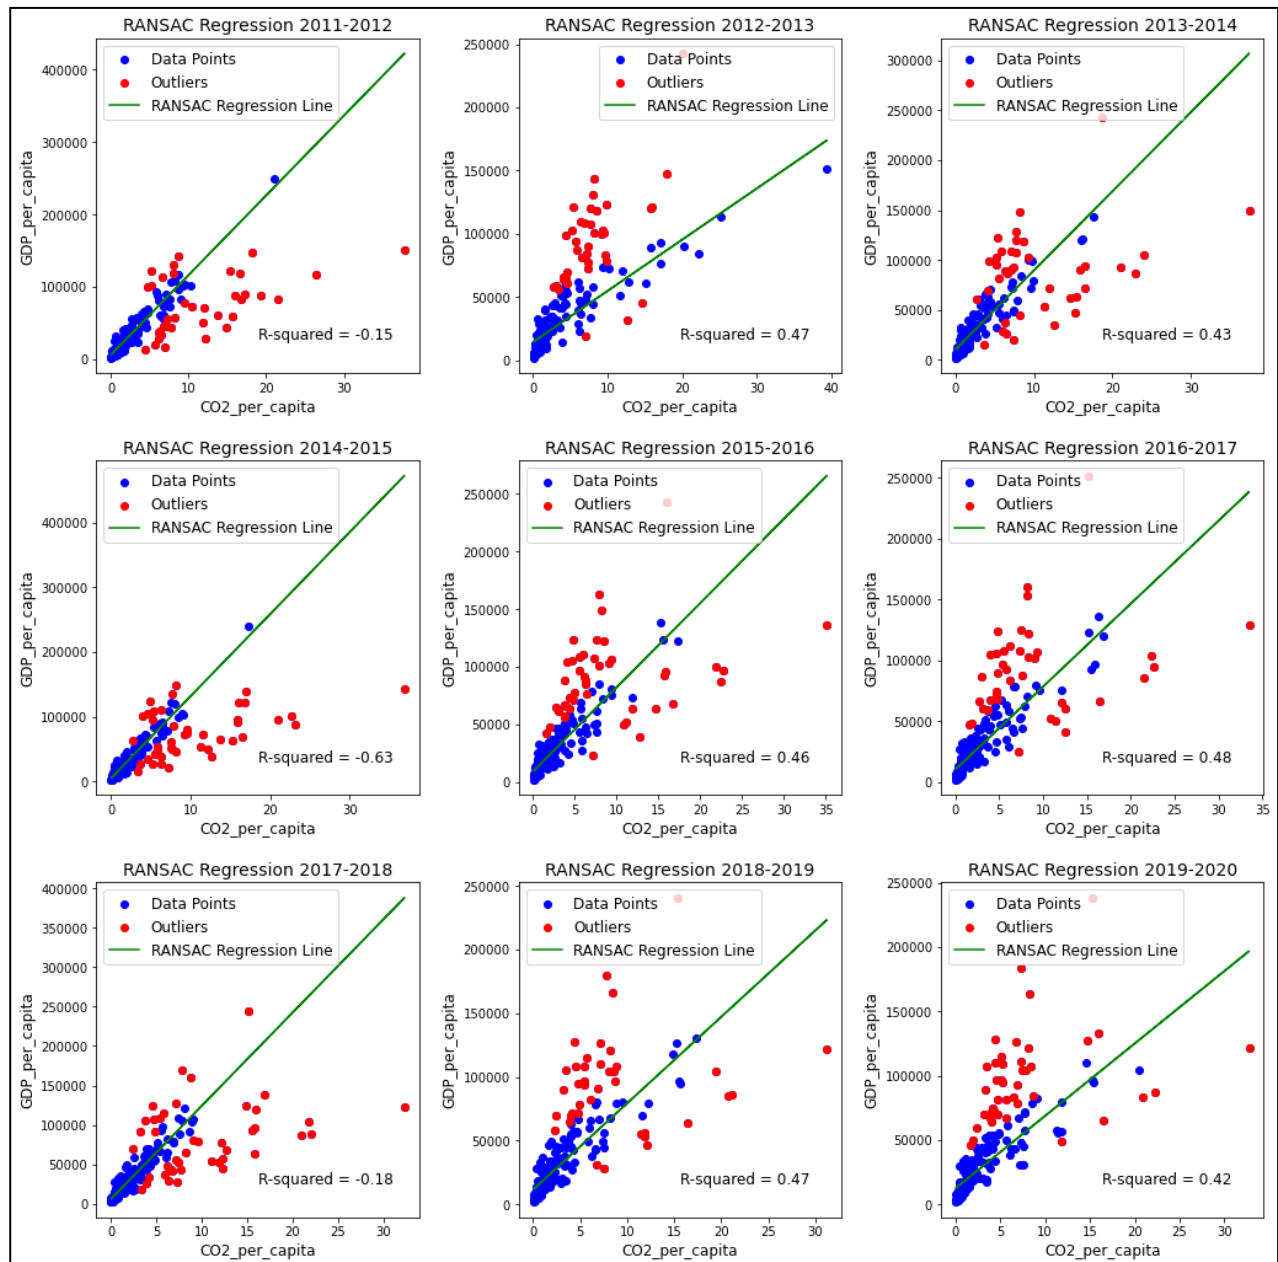 RANSAC Regression 2011-2012
Data Points
Outliers
RANSAC Regression Line
400000
300000
200000
100000
0
GDP_per_capita
R-squared = -0.15
0 10 20 30
CO2_per_capita
RANSAC Regression 2012-2013
Data Points
Outliers
RANSAC Regression Line
250000
200000
150000
100000
50000
0
GDP_per_capita
R-squared = 0.47
0 10 20 30 40
CO2_per_capita
RANSAC Regression 2013-2014
Data Points
Outliers
RANSAC Regression Line
300000
250000
200000
150000
100000
50000
0
GDP_per_capita
R-squared = 0.43
0 10 20 30
CO2_per_capita
RANSAC Regression 2014-2015
Data Points
Outliers
RANSAC Regression Line
400000
300000
200000
100000
0
GDP_per_capita
R-squared = -0.63
0 10 20 30
CO2_per_capita
RANSAC Regression 2015-2016
Data Points
Outliers
RANSAC Regression Line
250000
200000
150000
100000
50000
0
GDP_per_capita
R-squared = 0.46
0 5 10 15 20 25 30 35
CO2_per_capita
RANSAC Regression 2016-2017
Data Points
Outliers
RANSAC Regression Line
250000
200000
150000
100000
50000
0
GDP_per_capita
R-squared = 0.48
0 5 10 15 20 25 30 35
CO2_per_capita
RANSAC Regression 2017-2018
Data Points
Outliers
RANSAC Regression Line
400000
350000
300000
250000
200000
150000
100000
50000
0
GDP_per_capita
R-squared = -0.18
0 5 10 15 20 25 30
CO2_per_capita
RANSAC Regression 2018-2019
Data Points
Outliers
RANSAC Regression Line
250000
200000
150000
100000
50000
0
GDP_per_capita
R-squared = 0.47
0 5 10 15 20 25 30
CO2_per_capita
RANSAC Regression 2019-2020
Data Points
Outliers
RANSAC Regression Line
250000
200000
150000
100000
50000
0
GDP_per_capita
R-squared = 0.42
0 5 10 15 20 25 30
CO2_per_capita